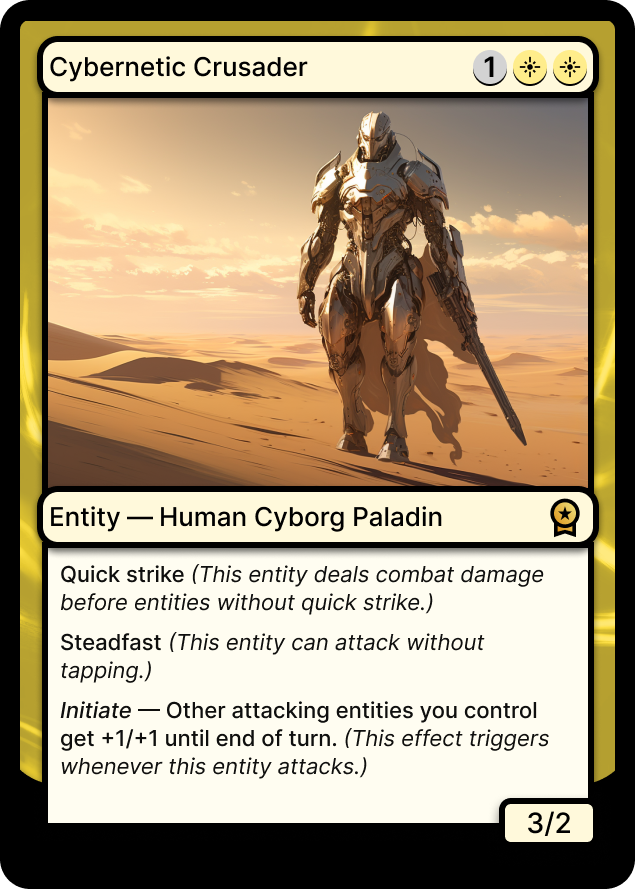 Cybernetic Crusader 1
Entity — Human Cyborg Paladin
Quick strike (This entity deals combat damage
before entities without quick strike.)
Steadfast (This entity can attack without
tapping.)
Initiate — Other attacking entities you control
get +1/+1 until end of turn. (This effect triggers
whenever this entity attacks.)
3/2